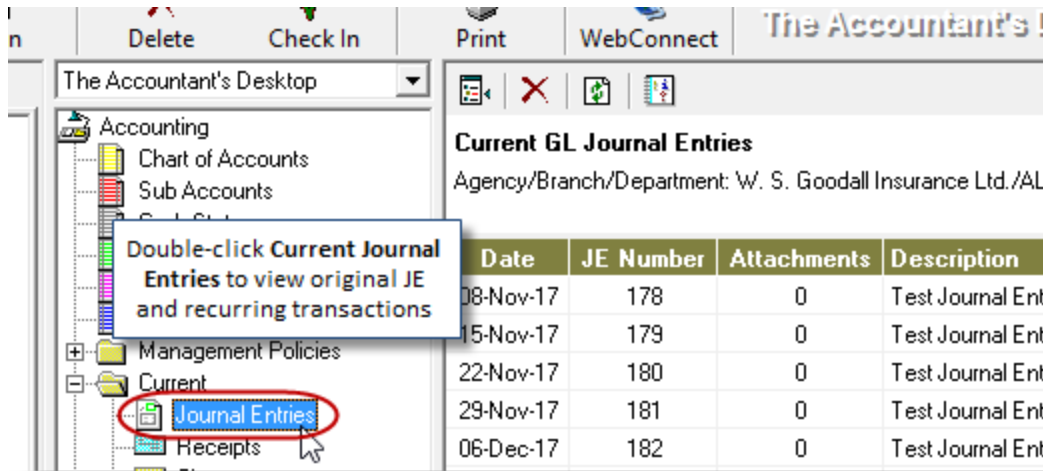 Delete
Check In
Print
WebConnect
The Accountant's
The Accountant's Desktop
Accounting
Chart of Accounts
Sub Accounts
Double-click Current Journal
Entries to view original JE
and recurring transactions
Management Policies
Current
Journal Entries
Receipts
Current GL Journal Entries
Agency/Branch/Department: W. S. Goodall Insurance Ltd./AL
Date JE Number Attachments Description
08-Nov-17 178 0 Test Journal Ent
15-Nov-17 179 0 Test Journal Ent
22-Nov-17 180 0 Test Journal Ent
29-Nov-17 181 0 Test Journal Ent
06-Dec-17 182 0 Test Journal Ent